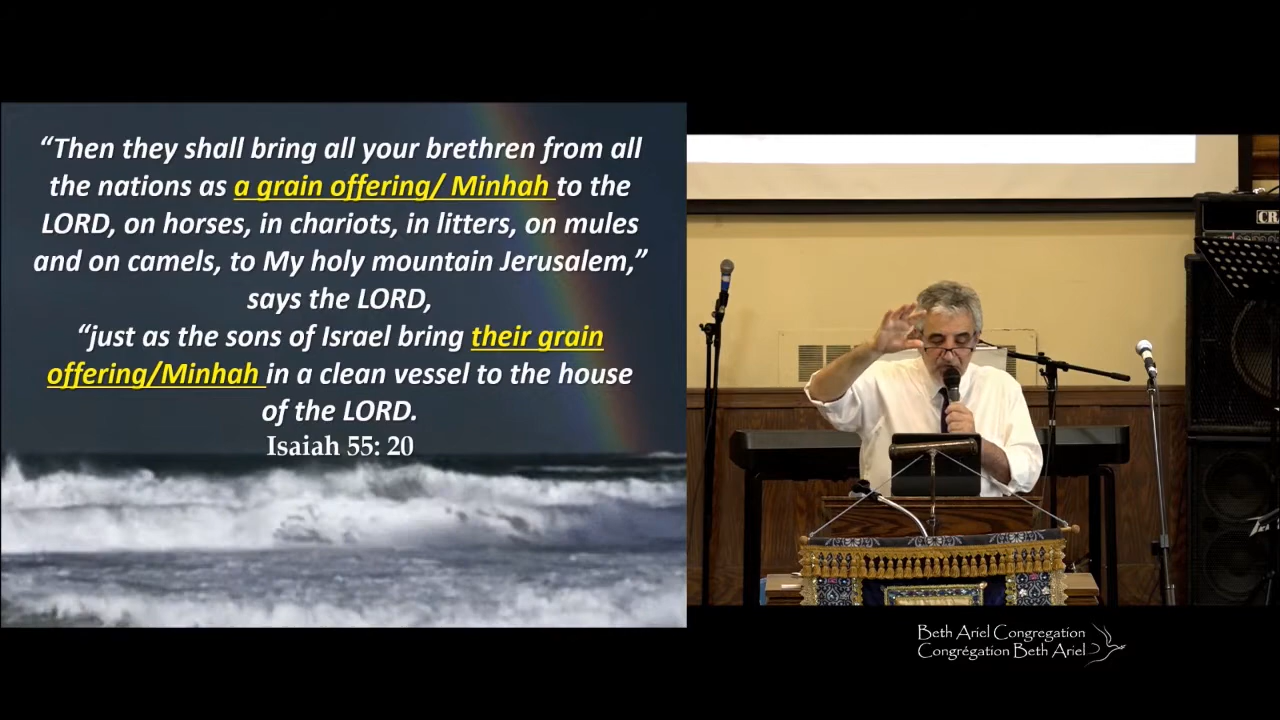 “Then they shall bring all your brethren from all
the nations as a grain offering/ Minhah to the
LORD, on horses, in chariots, in litters, on mules
and on camels, to My holy mountain Jerusalem,”
says the LORD,
“just as the sons of Israel bring their grain
offering/Minhah in a clean vessel to the house
of the LORD.
Isaiah 55: 20
CRA
Beth Ariel Congregation
Congrégation Beth Ariel